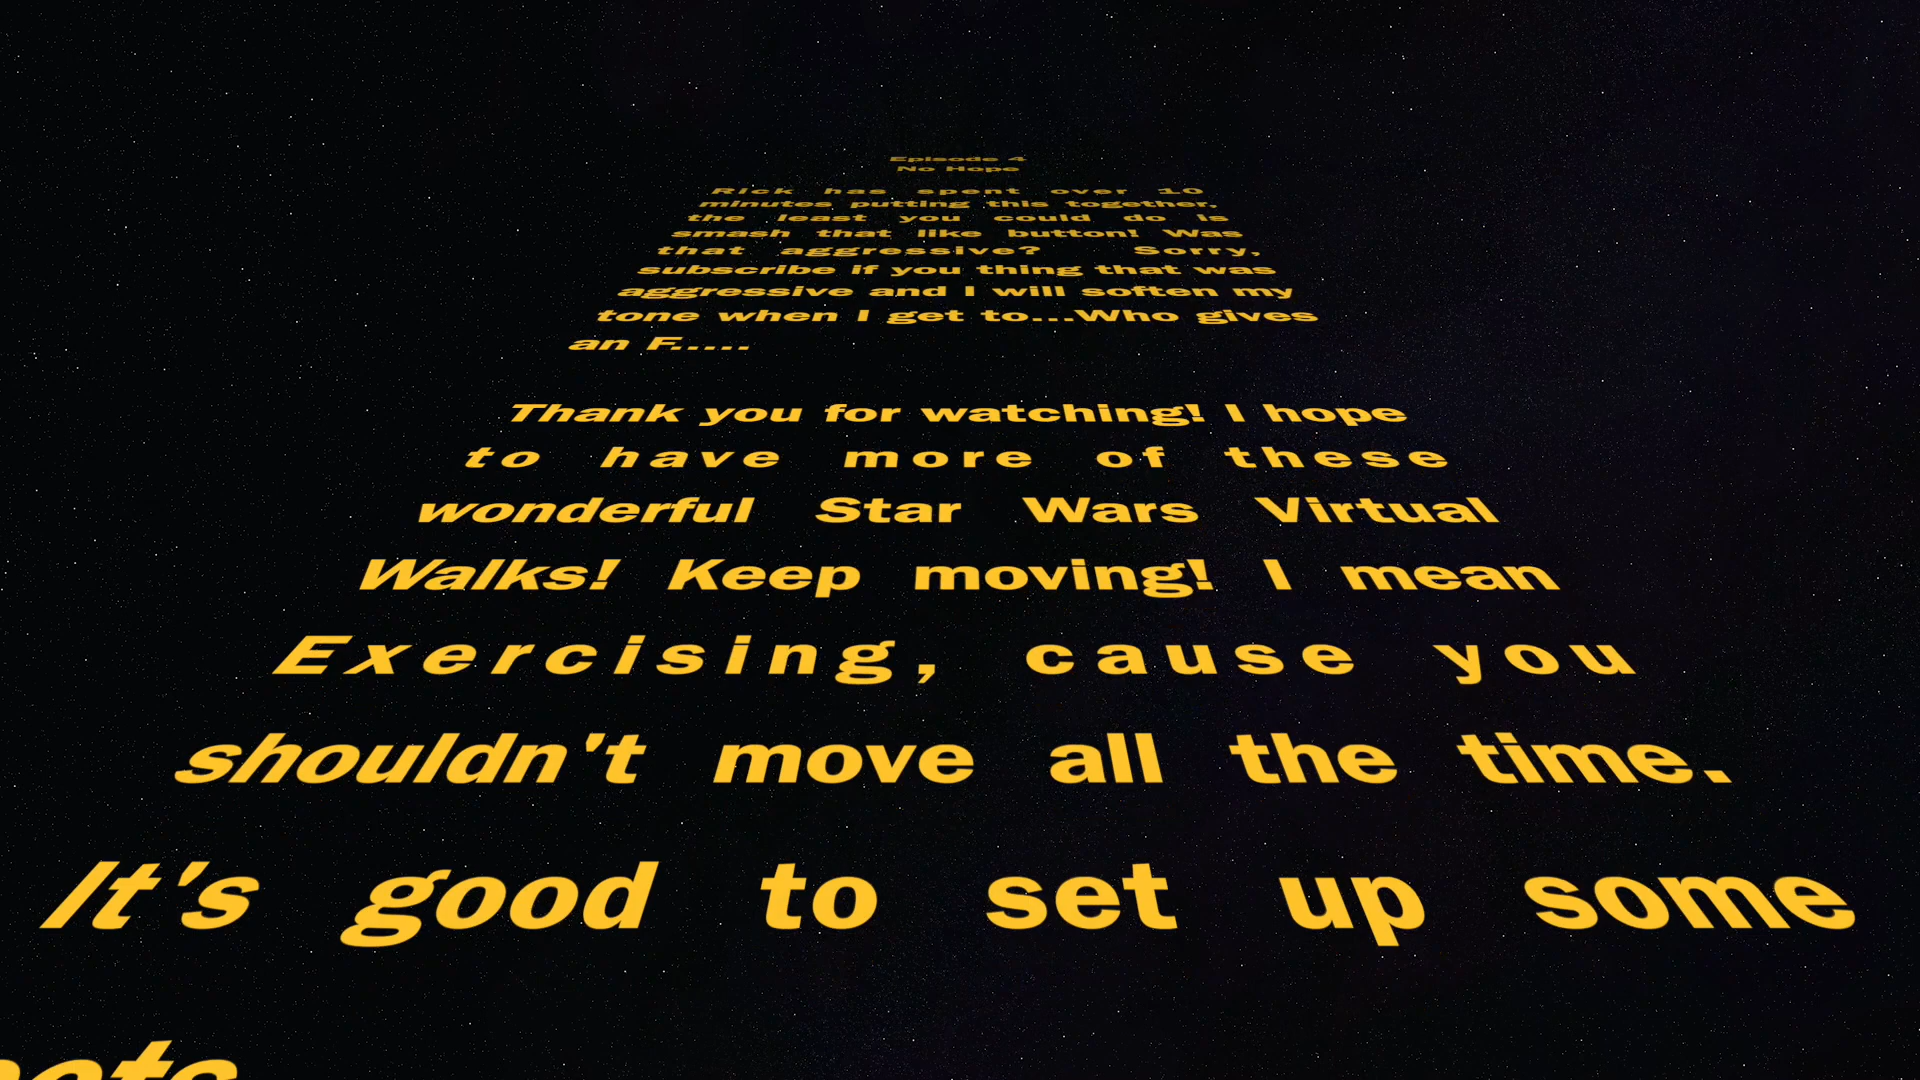 Episode 4
No Hope
Rick has spent over 10
minutes putting this together,
the least you could do is
smash that like button! Was
that aggressive? Sorry,
subscribe if you thing that was
aggressive and I will soften my
tone when I get to...Who gives
an F.....
Thank you for watching! I hope
to have more of these
wonderful Star Wars Virtual
Walks! Keep moving! I mean
Exercising, cause you
shouldn't move all the time.
It's good to set up some